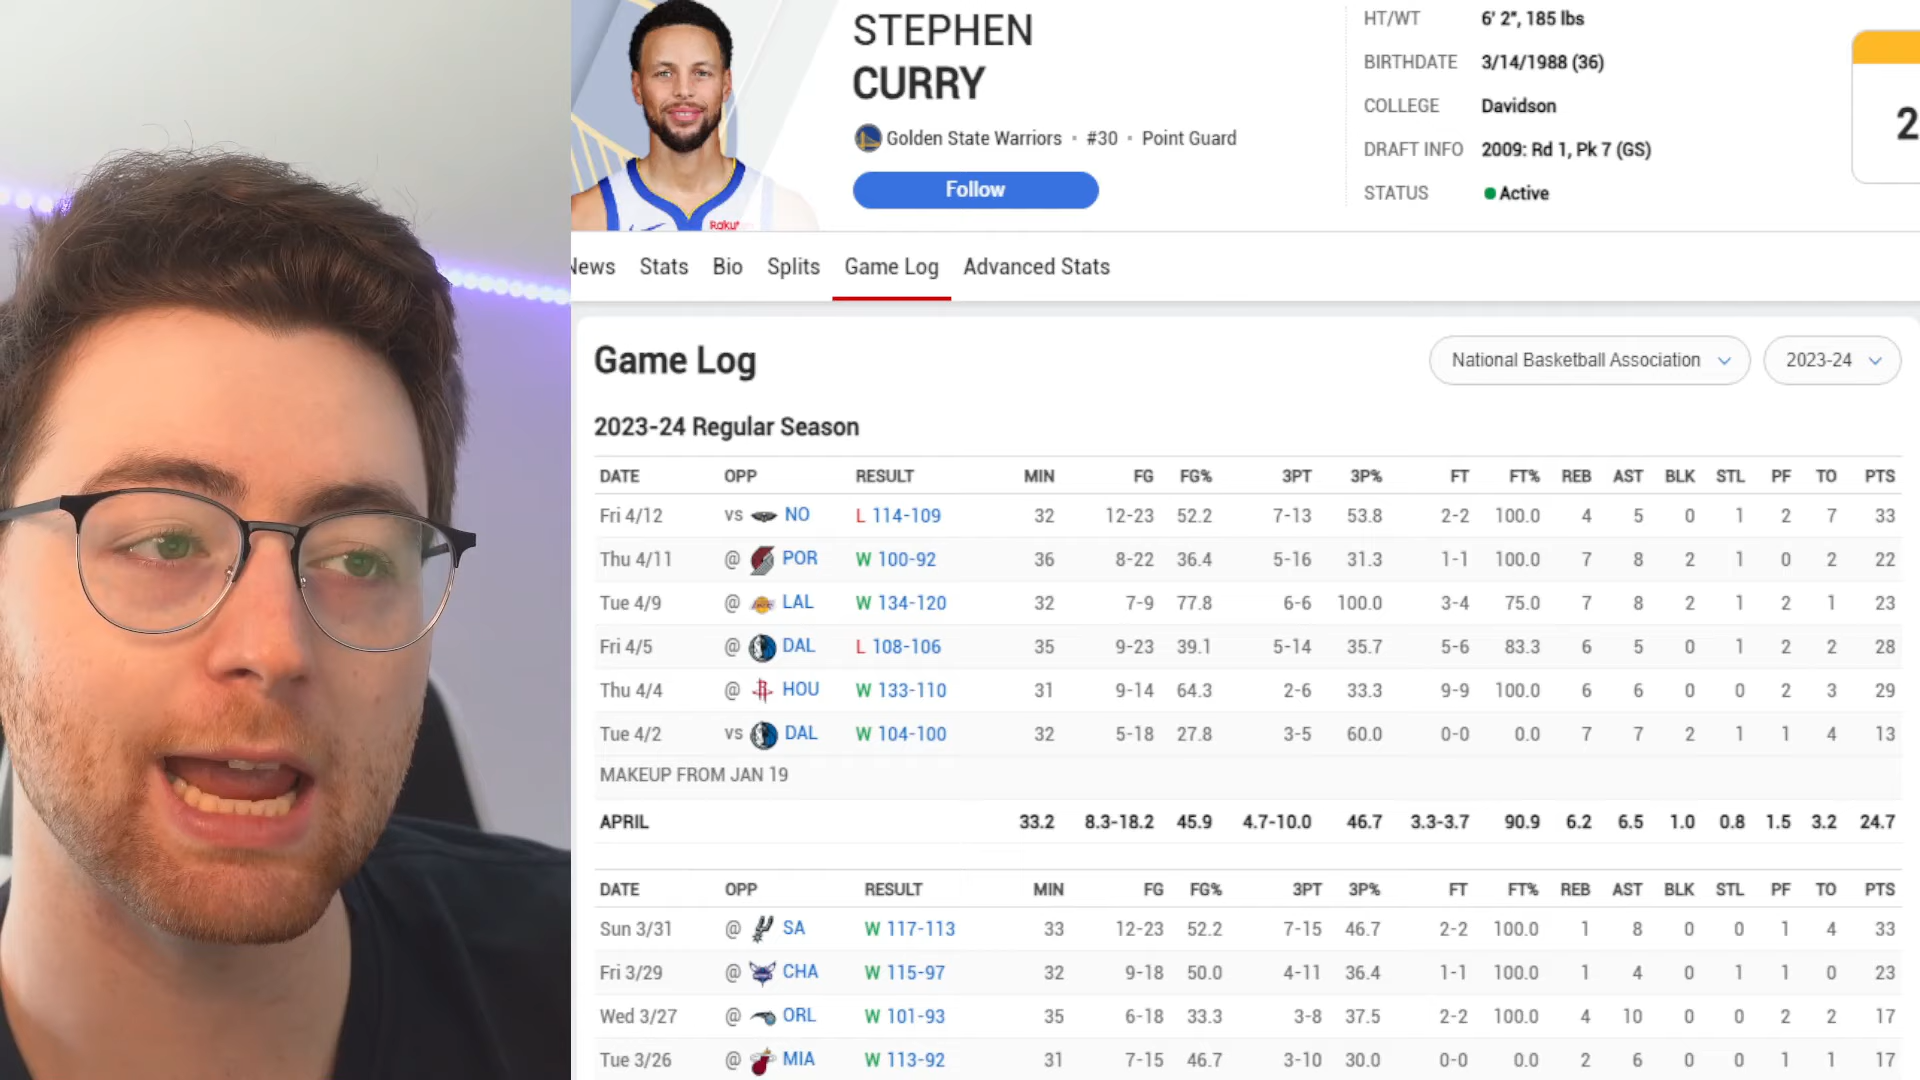 STEPHEN
CURRY
Golden State Warriors • #30 • Point Guard
Follow
HT/WT 6' 2", 185 lbs
BIRTHDATE 3/14/1988 (36)
COLLEGE Davidson
DRAFT INFO 2009: Rd 1, Pk 7 (GS)
STATUS Active
2
News Stats Bio Splits Game Log Advanced Stats
Game Log
National Basketball Association 2023-24
2023-24 Regular Season
DATE OPP RESULT MIN FG FG% 3PT 3P% FT FT% REB AST BLK STL PF TO PTS
Fri 4/12 vs NO L 114-109 32 12-23 52.2 7-13 53.8 2-2 100.0 4 5 0 1 2 7 33
Thu 4/11 @ POR W 100-92 36 8-22 36.4 5-16 31.3 1-1 100.0 7 8 2 1 0 2 22
Tue 4/9 @ LAL W 134-120 32 7-9 77.8 6-6 100.0 3-4 75.0 7 8 2 1 2 1 23
Fri 4/5 @ DAL L 108-106 35 9-23 39.1 5-14 35.7 5-6 83.3 6 5 0 1 2 2 28
Thu 4/4 @ HOU W 133-110 31 9-14 64.3 2-6 33.3 9-9 100.0 6 6 0 0 2 3 29
Tue 4/2 vs DAL W 104-100 32 5-18 27.8 3-5 60.0 0-0 0.0 7 7 2 1 1 4 13
MAKEUP FROM JAN 19
APRIL 33.2 8.3-18.2 45.9 4.7-10.0 46.7 3.3-3.7 90.9 6.2 6.5 1.0 0.8 1.5 3.2 24.7
DATE OPP RESULT MIN FG FG% 3PT 3P% FT FT% REB AST BLK STL PF TO PTS
Sun 3/31 @ SA W 117-113 33 12-23 52.2 7-15 46.7 2-2 100.0 1 8 0 0 1 4 33
Fri 3/29 @ CHA W 115-97 32 9-18 50.0 4-11 36.4 1-1 100.0 1 4 0 1 1 0 23
Wed 3/27 @ ORL W 101-93 35 6-18 33.3 3-8 37.5 2-2 100.0 4 10 0 0 2 2 17
Tue 3/26 @ MIA W 113-92 31 7-15 46.7 3-10 30.0 0-0 0.0 2 6 0 0 1 1 17